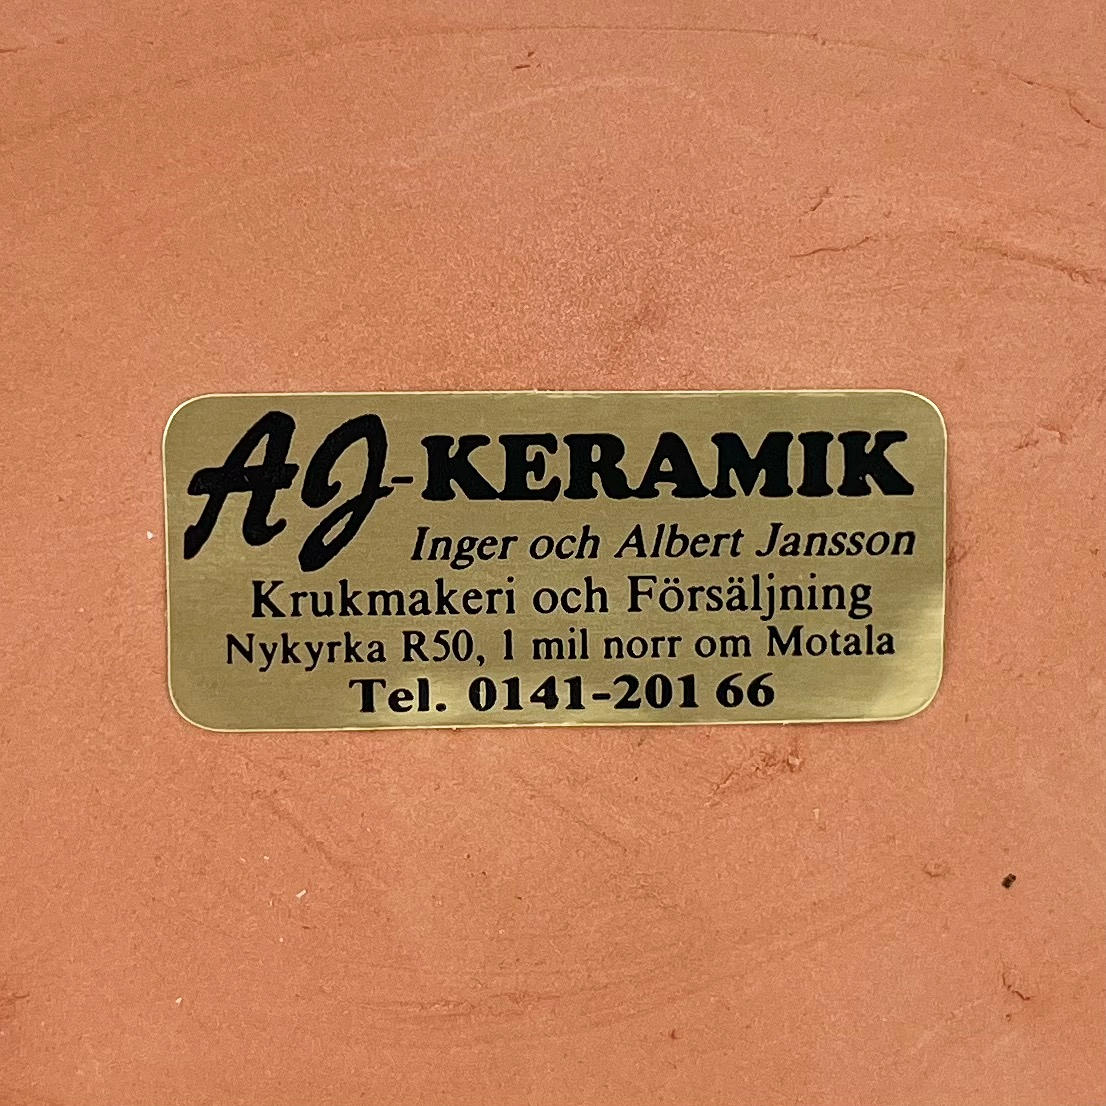 AJ-KERAMIK
Inger och Albert Jansson
Krukmakeri och Försäljning
Nykyrka R50, 1 mil norr om Motala
Tel. 0141-201 66